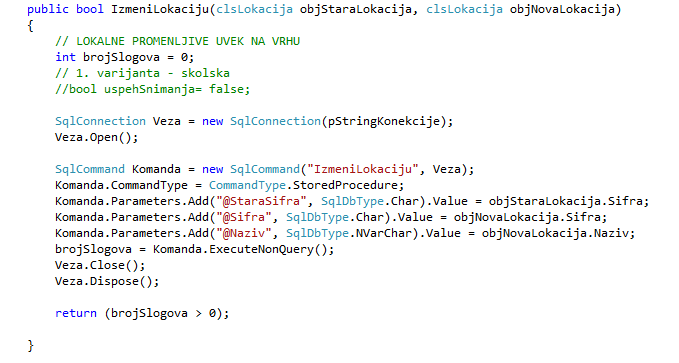 public bool IzmeniLokaciju(clsLokacija objStaraLokacija, clsLokacija objNovaLokacija)
{
// LOKALNE PROMENLJIVE UVEK NA VRHU
int brojSlogova = 0;
// 1. varijanta - skolska
//bool uspehSnimanja= false;
SqlConnection Veza = new SqlConnection(pStringKonekcije);
Veza.Open();
SqlCommand Komanda = new SqlCommand("IzmeniLokaciju", Veza);
Komanda.CommandType = CommandType.StoredProcedure;
Komanda.Parameters.Add("@StaraSifra", SqlDbType.Char).Value = objStaraLokacija.Sifra;
Komanda.Parameters.Add("@Sifra", SqlDbType.Char).Value = objNovaLokacija.Sifra;
Komanda.Parameters.Add("@Naziv", SqlDbType.NVarChar).Value = objNovaLokacija.Naziv;
brojSlogova = Komanda.ExecuteNonQuery();
Veza.Close();
Veza.Dispose();
return (brojSlogova > 0);
}